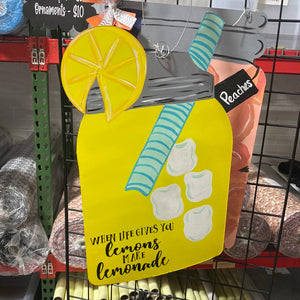 Ornaments - $10
Peaches
WHEN LIFE GIVES YOU
lemons
MAKE
lemonade